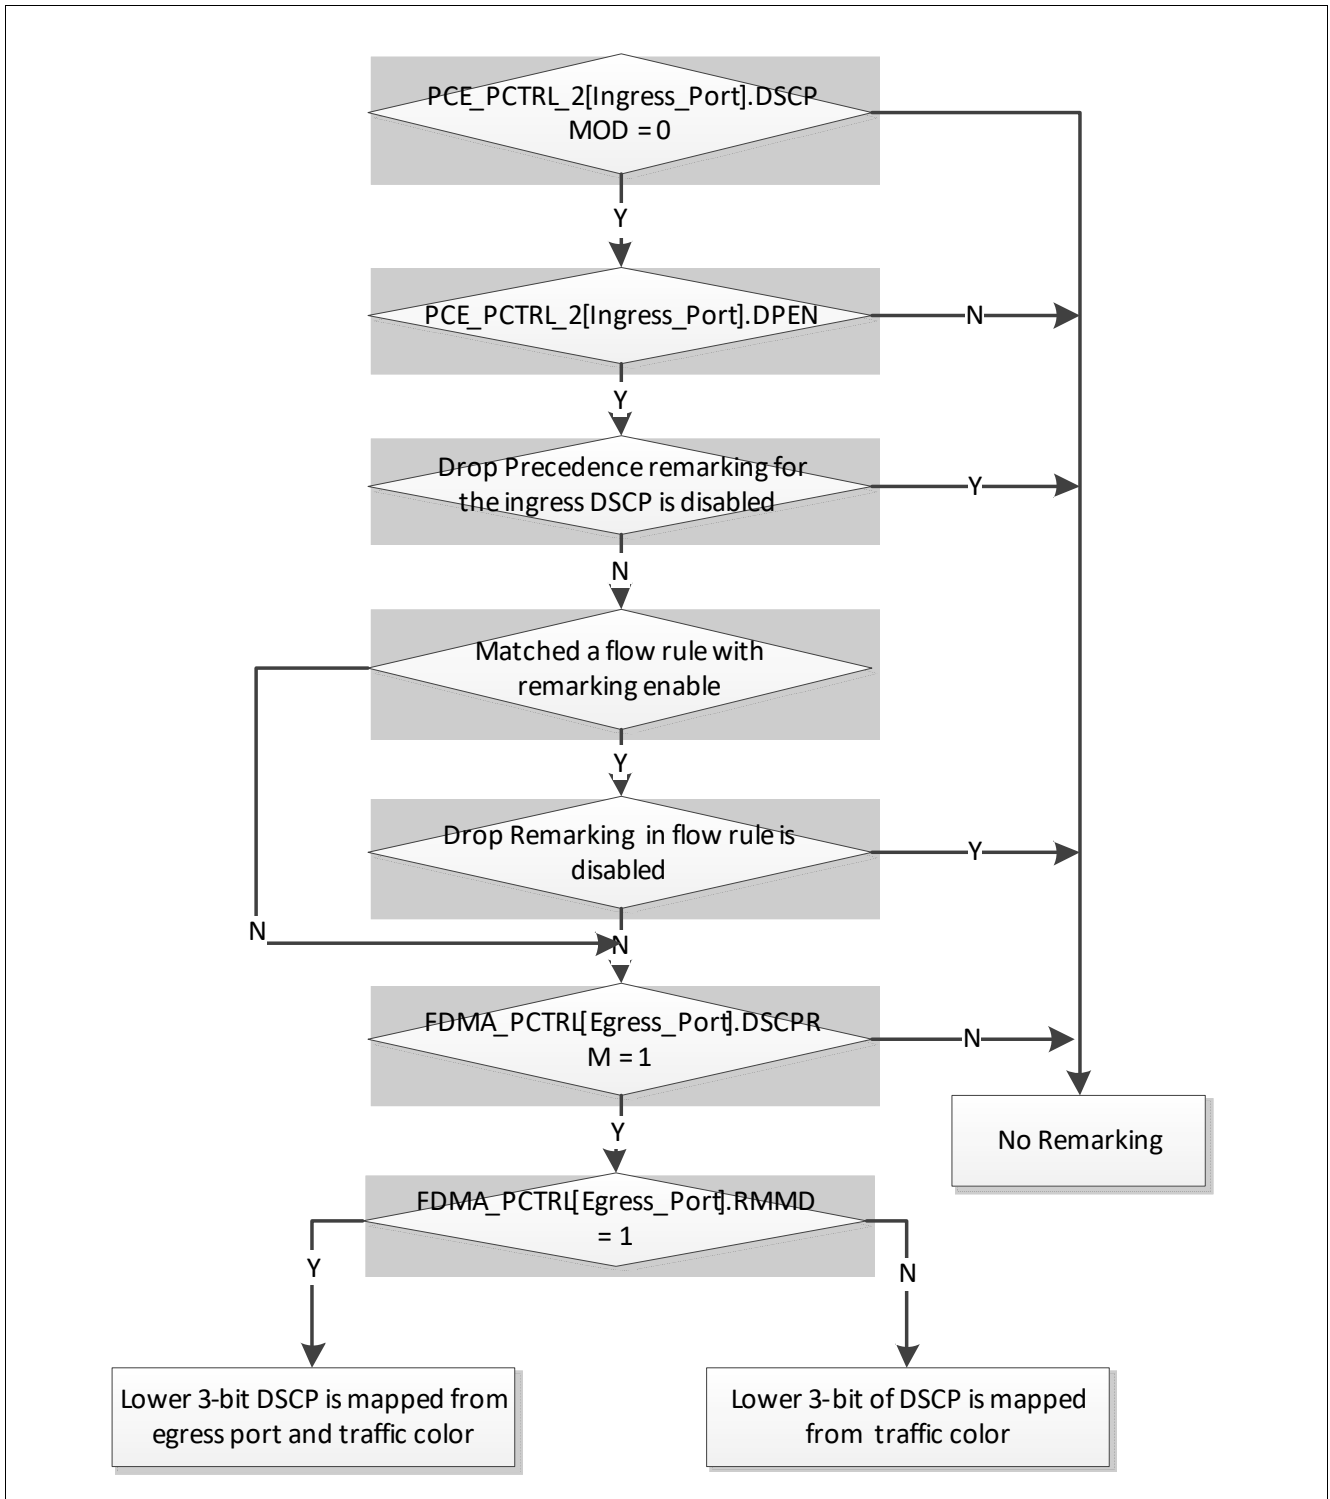 PCE_PCTRL_2[Ingress_Port].DSCP
MOD = 0
Y
PCE_PCTRL_2[Ingress_Port].DPEN
N
Y
Drop Precedence remarking for
the ingress DSCP is disabled
Y
N
Matched a flow rule with
remarking enable
Y
Drop Remarking in flow rule is
disabled
Y
N
N
FDMA_PCTRL[Egress_Port].DSCPR
M = 1
N
Y
No Remarking
FDMA_PCTRL[Egress_Port].RMMD
= 1
Y
N
Lower 3-bit DSCP is mapped from
egress port and traffic color
Lower 3-bit of DSCP is mapped
from traffic color